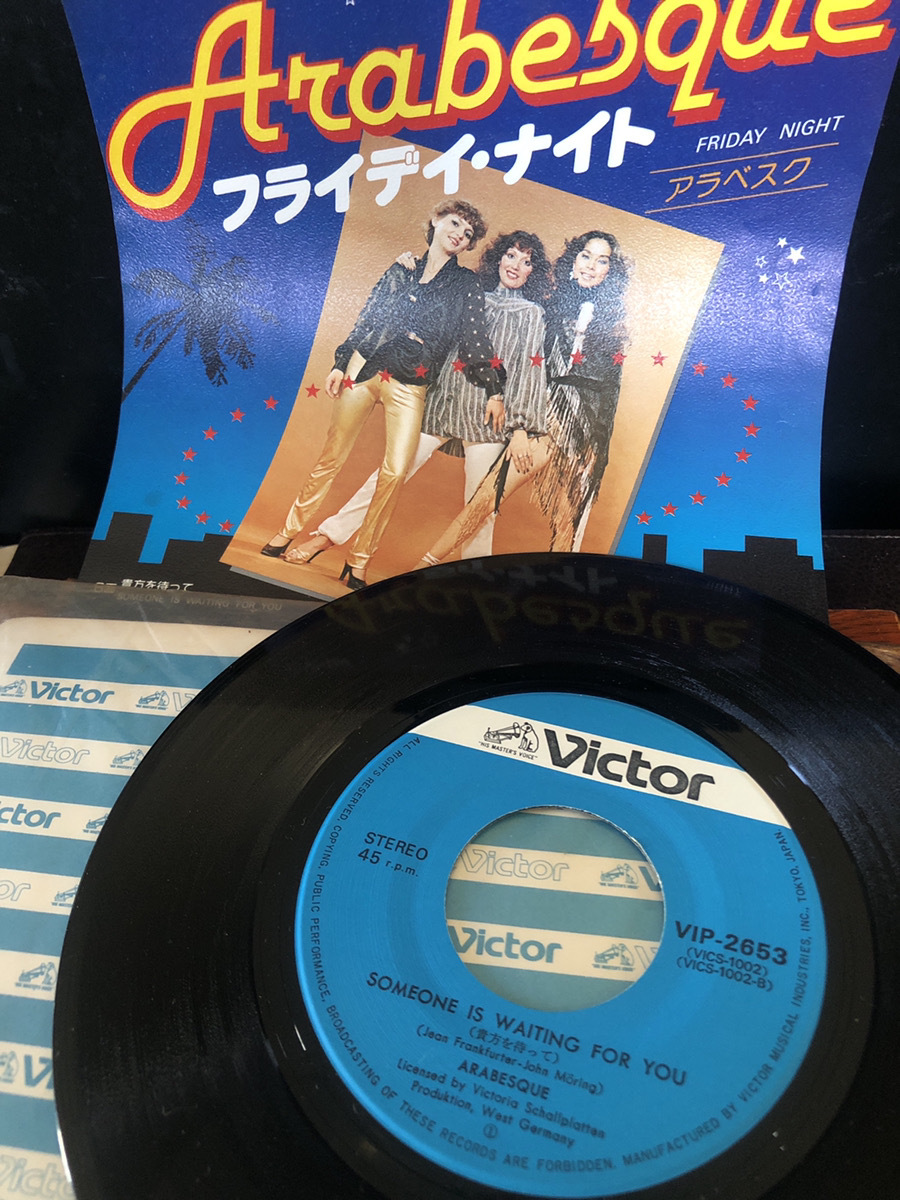 Arabesque
フライデイ・ナイト
FRIDAY NIGHT
アラベスク
貴方を待って
SOMEONE IS WAITING FOR YOU
Victor
Victor
Victor
Victor
Victor
"HIS MASTER'S VOICE"
Victor
STEREO
45 r.p.m.
Victor
Victor
VIP-2653
(VICS-1002)
(VICS-1002-B)
SOMEONE IS WAITING FOR YOU
(貴方を待って)
(Jean Frankfurter-John Möring)
ARABESQUE
Licensed by Victoria Schallplatten
Produktion, West Germany
①
ALL RIGHTS RESERVED. COPYING, PUBLIC PERFORMANCE, BROADCASTING OF THESE RECORDS ARE FORBIDDEN. MANUFACTURED BY VICTOR MUSICAL INDUSTRIES, INC., TOKYO, JAPAN